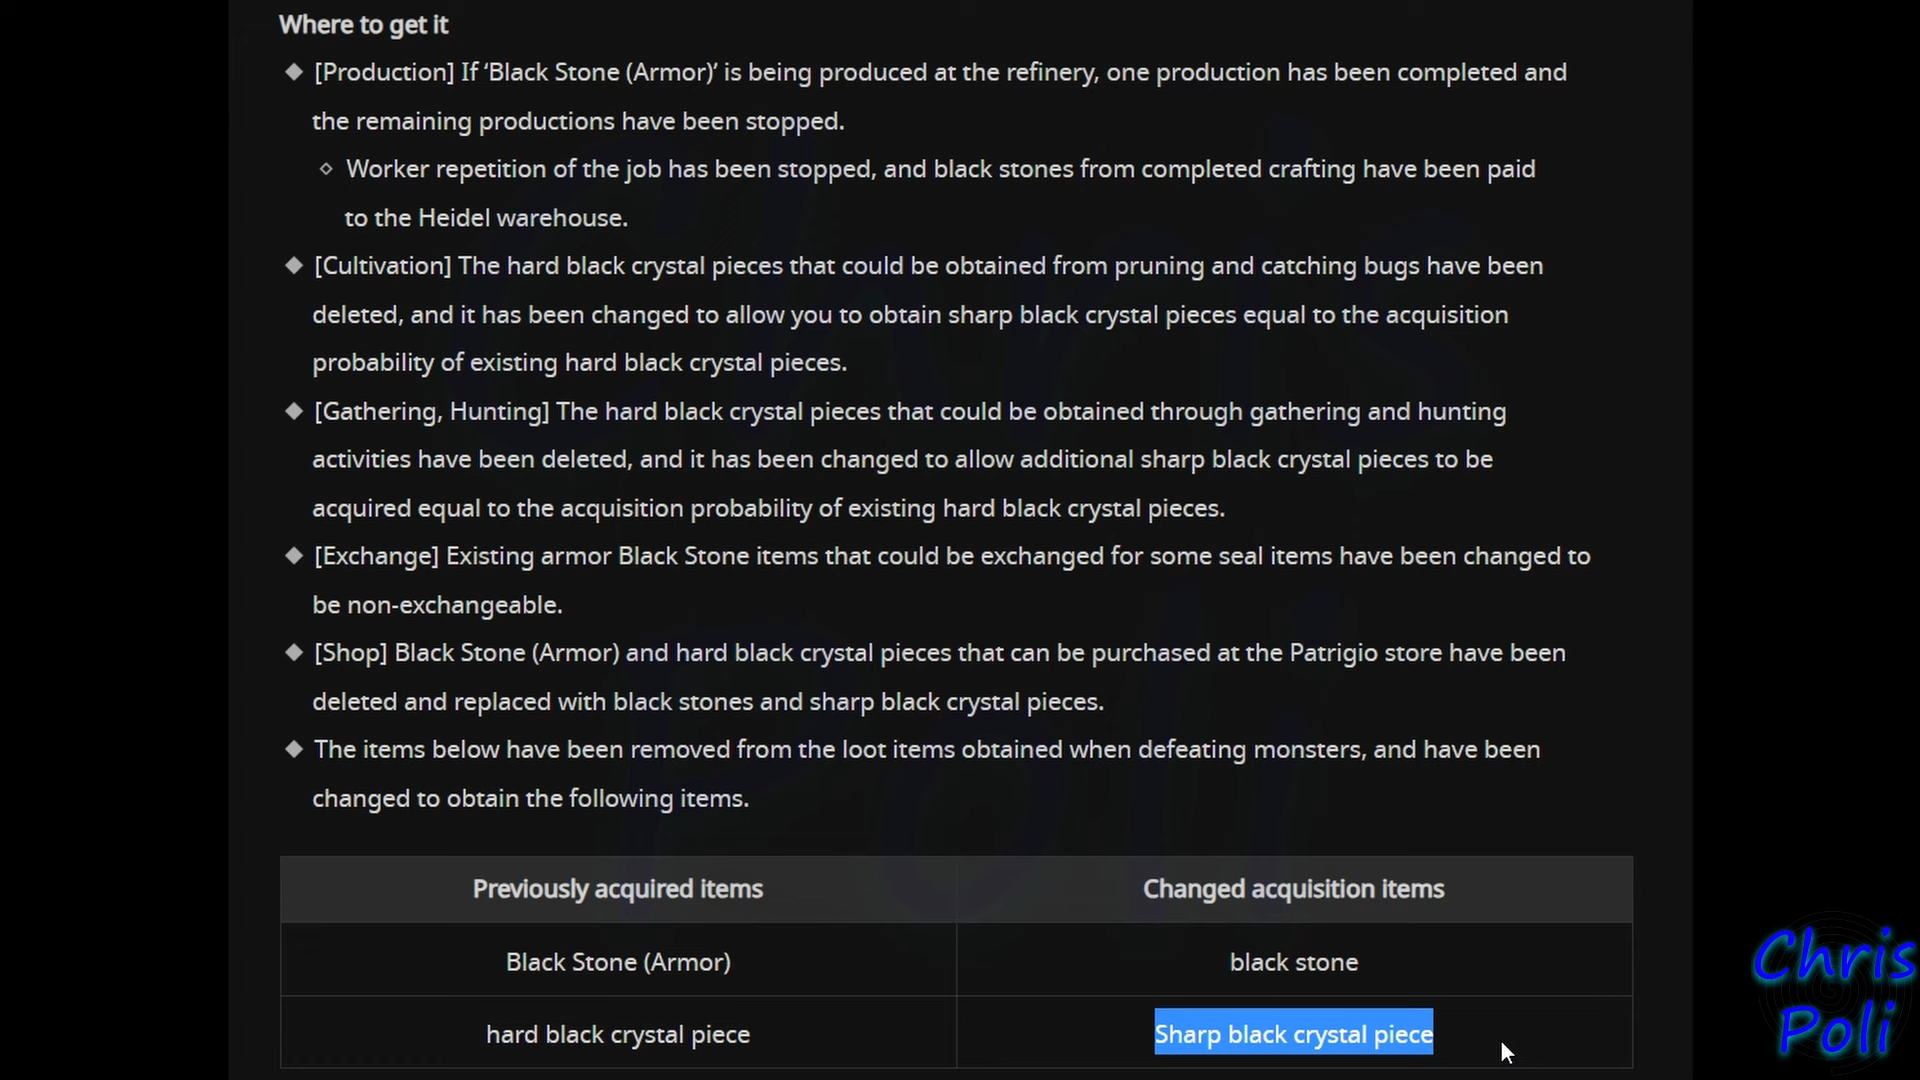 Where to get it
◆ [Production] If ‘Black Stone (Armor)’ is being produced at the refinery, one production has been completed and
the remaining productions have been stopped.
◇ Worker repetition of the job has been stopped, and black stones from completed crafting have been paid
to the Heidel warehouse.
◆ [Cultivation] The hard black crystal pieces that could be obtained from pruning and catching bugs have been
deleted, and it has been changed to allow you to obtain sharp black crystal pieces equal to the acquisition
probability of existing hard black crystal pieces.
◆ [Gathering, Hunting] The hard black crystal pieces that could be obtained through gathering and hunting
activities have been deleted, and it has been changed to allow additional sharp black crystal pieces to be
acquired equal to the acquisition probability of existing hard black crystal pieces.
◆ [Exchange] Existing armor Black Stone items that could be exchanged for some seal items have been changed to
be non-exchangeable.
◆ [Shop] Black Stone (Armor) and hard black crystal pieces that can be purchased at the Patrigio store have been
deleted and replaced with black stones and sharp black crystal pieces.
◆ The items below have been removed from the loot items obtained when defeating monsters, and have been
changed to obtain the following items.
Previously acquired items
Changed acquisition items
Black Stone (Armor)
black stone
hard black crystal piece
Sharp black crystal piece
Chris
Poli
Chris
Poli